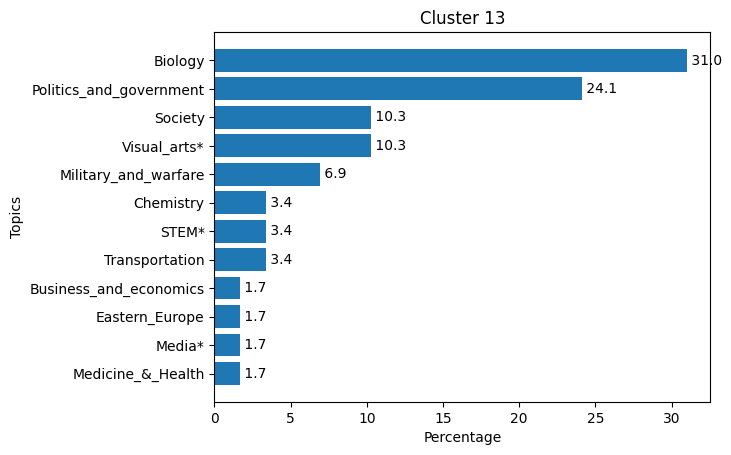 Cluster 13
Topics
Biology 31.0
Politics_and_government 24.1
Society 10.3
Visual_arts* 10.3
Military_and_warfare 6.9
Chemistry 3.4
STEM* 3.4
Transportation 3.4
Business_and_economics 1.7
Eastern_Europe 1.7
Media* 1.7
Medicine_&_Health 1.7
0 5 10 15 20 25 30
Percentage